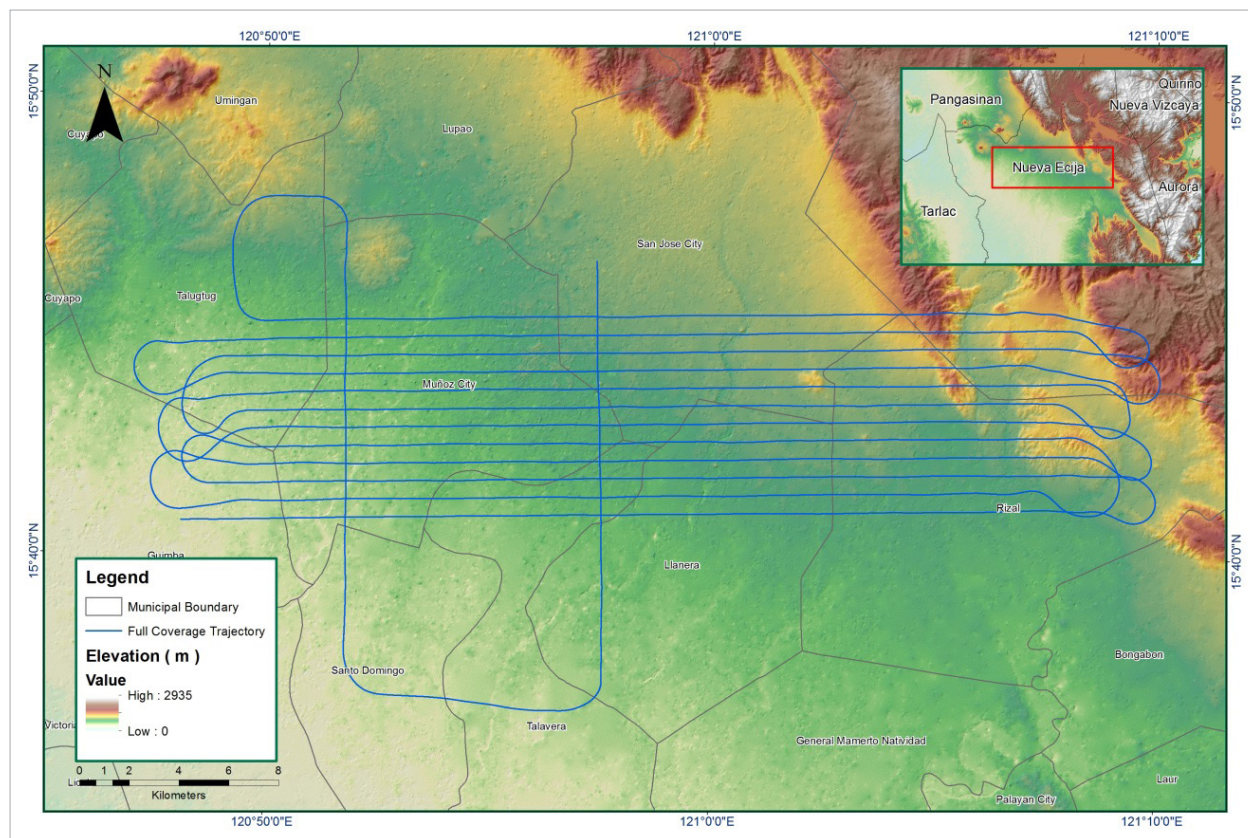 120°50'0"E
121°0'0"E
121°10'0"E
15°50'0"N
15°50'0"N
N
Umingan
Cuyapo
Lupao
Quirino
Pangasinan
Nueva Vizcaya
Nueva Ecija
Aurora
Tarlac
San Jose City
Talugtug
Cuyapo
Muñoz City
Rizal
15°40'0"N
15°40'0"N
Guimba
Llanera
Legend
Municipal Boundary
Full Coverage Trajectory
Elevation ( m )
Value
High : 2935
Low : 0
Santo Domingo
Bongabon
Talavera
Victoria
General Mamerto Natividad
Laur
Palayan City
0 1 2 4 6 8
Kilometers
120°50'0"E
121°0'0"E
121°10'0"E